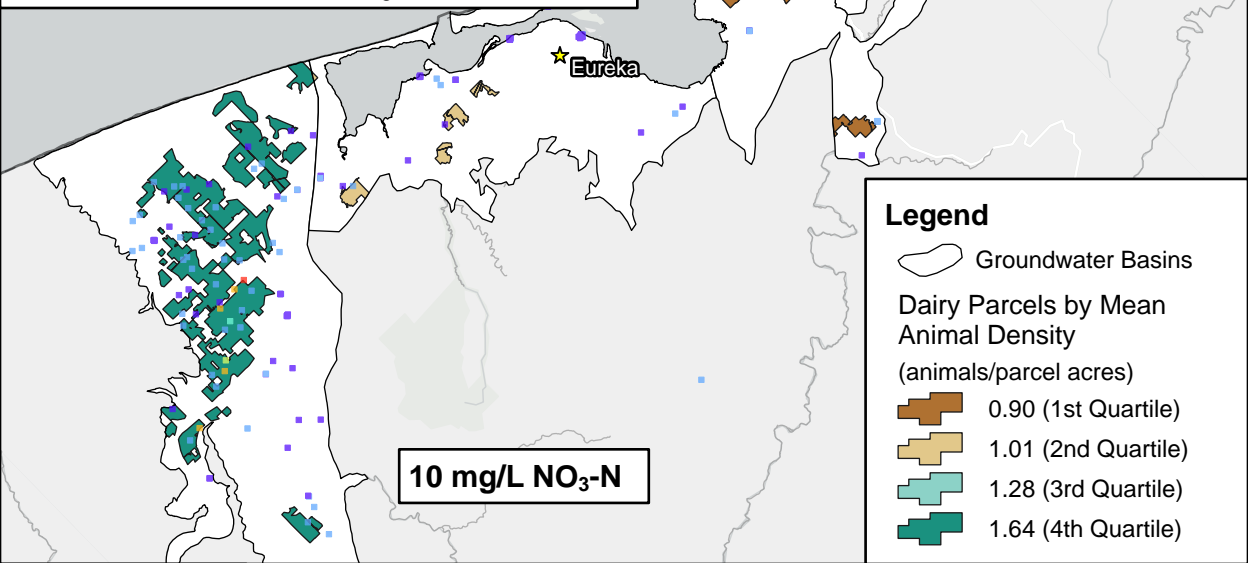 Eureka
Legend
Groundwater Basins
Dairy Parcels by Mean
Animal Density
(animals/parcel acres)
0.90 (1st Quartile)
1.01 (2nd Quartile)
1.28 (3rd Quartile)
1.64 (4th Quartile)
10 mg/L NO₃-N